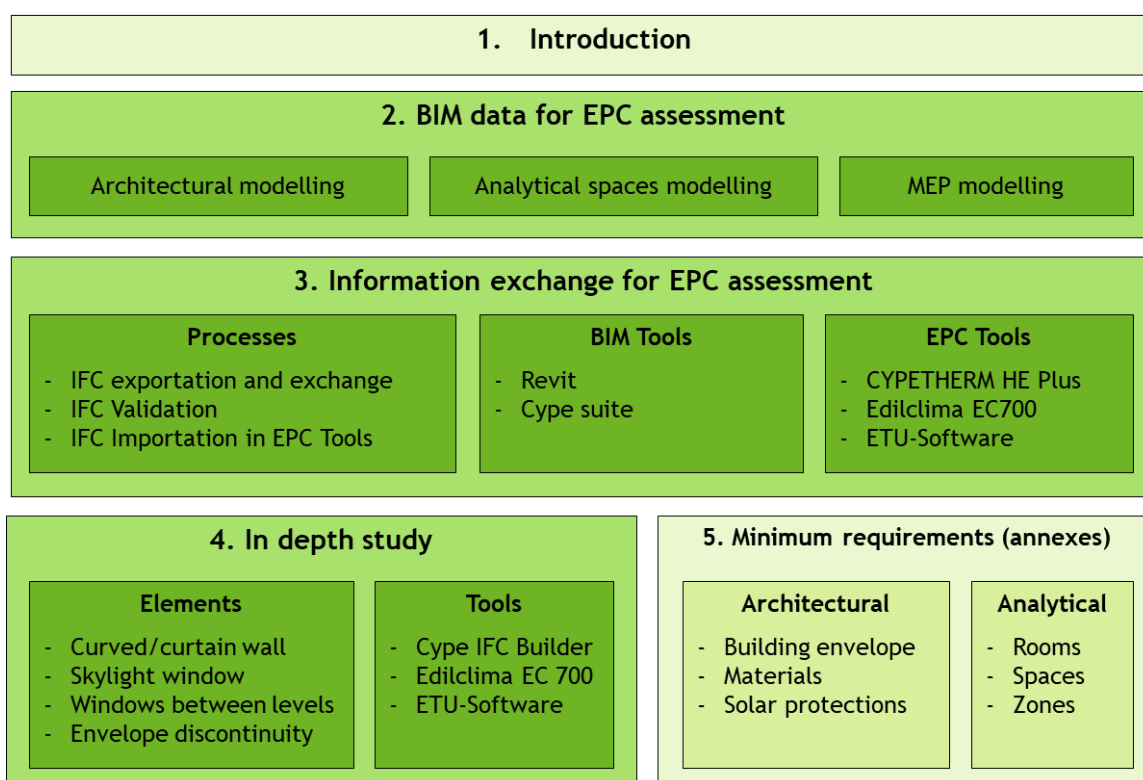 1. Introduction
2. BIM data for EPC assessment
Architectural modelling
Analytical spaces modelling
MEP modelling
3. Information exchange for EPC assessment
Processes
- IFC exportation and exchange
- IFC Validation
- IFC Importation in EPC Tools
BIM Tools
- Revit
- Cype suite
EPC Tools
- CYPETHERM HE Plus
- Edilclima EC700
- ETU-Software
4. In depth study
Elements
- Curved/curtain wall
- Skylight window
- Windows between levels
- Envelope discontinuity
Tools
- Cype IFC Builder
- Edilclima EC 700
- ETU-Software
5. Minimum requirements (annexes)
Architectural
- Building envelope
- Materials
- Solar protections
Analytical
- Rooms
- Spaces
- Zones